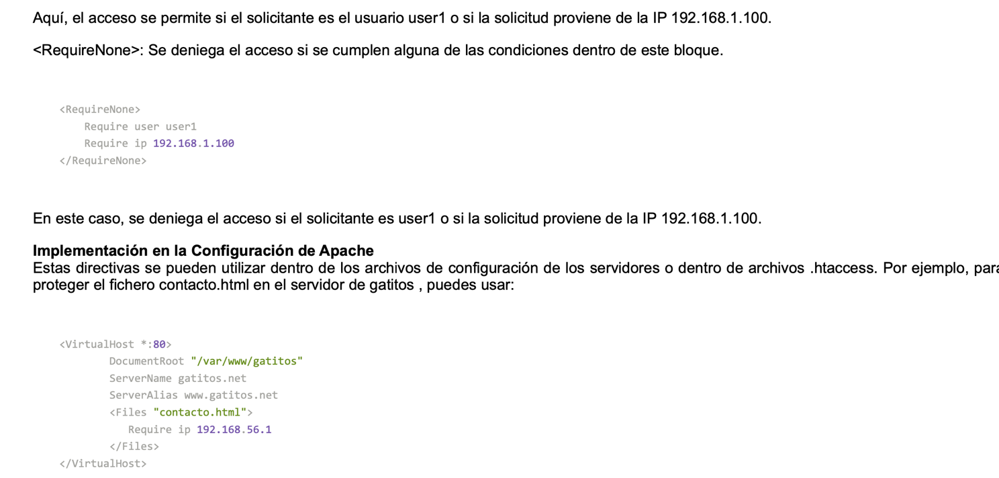 Aquí, el acceso se permite si el solicitante es el usuario user1 o si la solicitud proviene de la IP 192.168.1.100.
<RequireNone>: Se deniega el acceso si se cumplen alguna de las condiciones dentro de este bloque.
<RequireNone>
Require user user1
Require ip 192.168.1.100
</RequireNone>
En este caso, se deniega el acceso si el solicitante es user1 o si la solicitud proviene de la IP 192.168.1.100.
Implementación en la Configuración de Apache
Estas directivas se pueden utilizar dentro de los archivos de configuración de los servidores o dentro de archivos .htaccess. Por ejemplo, para
proteger el fichero contacto.html en el servidor de gatitos , puedes usar:
<VirtualHost *:80>
DocumentRoot "/var/www/gatitos"
ServerName gatitos.net
ServerAlias www.gatitos.net
<Files "contacto.html">
Require ip 192.168.56.1
</Files>
</VirtualHost>